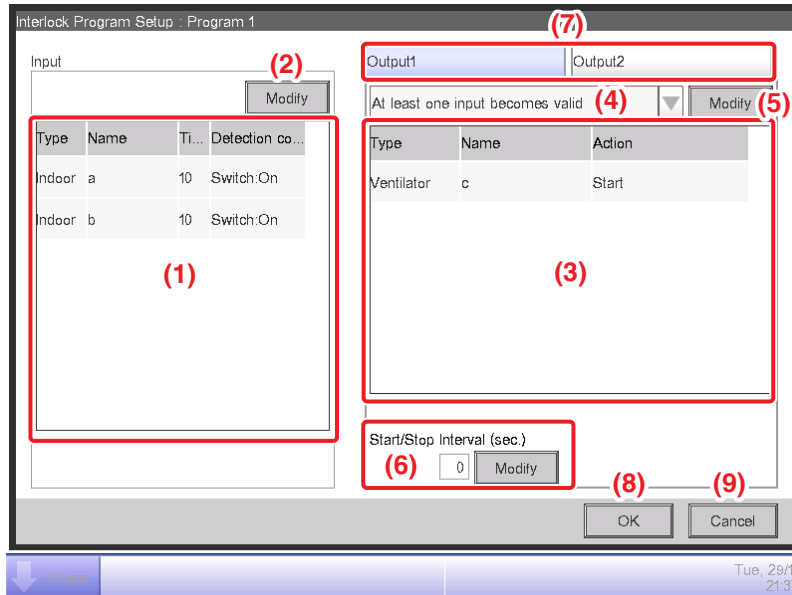 Interlock Program Setup : Program 1
(7)
Input
(2)
Modify
Output1
Output2
At least one input becomes valid
(4)
Modify
(5)
Type Name Ti... Detection co...
Indoor a 10 Switch:On
Indoor b 10 Switch:On
(1)
Type Name Action
Ventilator c Start
(3)
Start/Stop Interval (sec.)
(6)
0
Modify
(8)
(9)
OK
Cancel
Close
Tue, 29/1
21:3